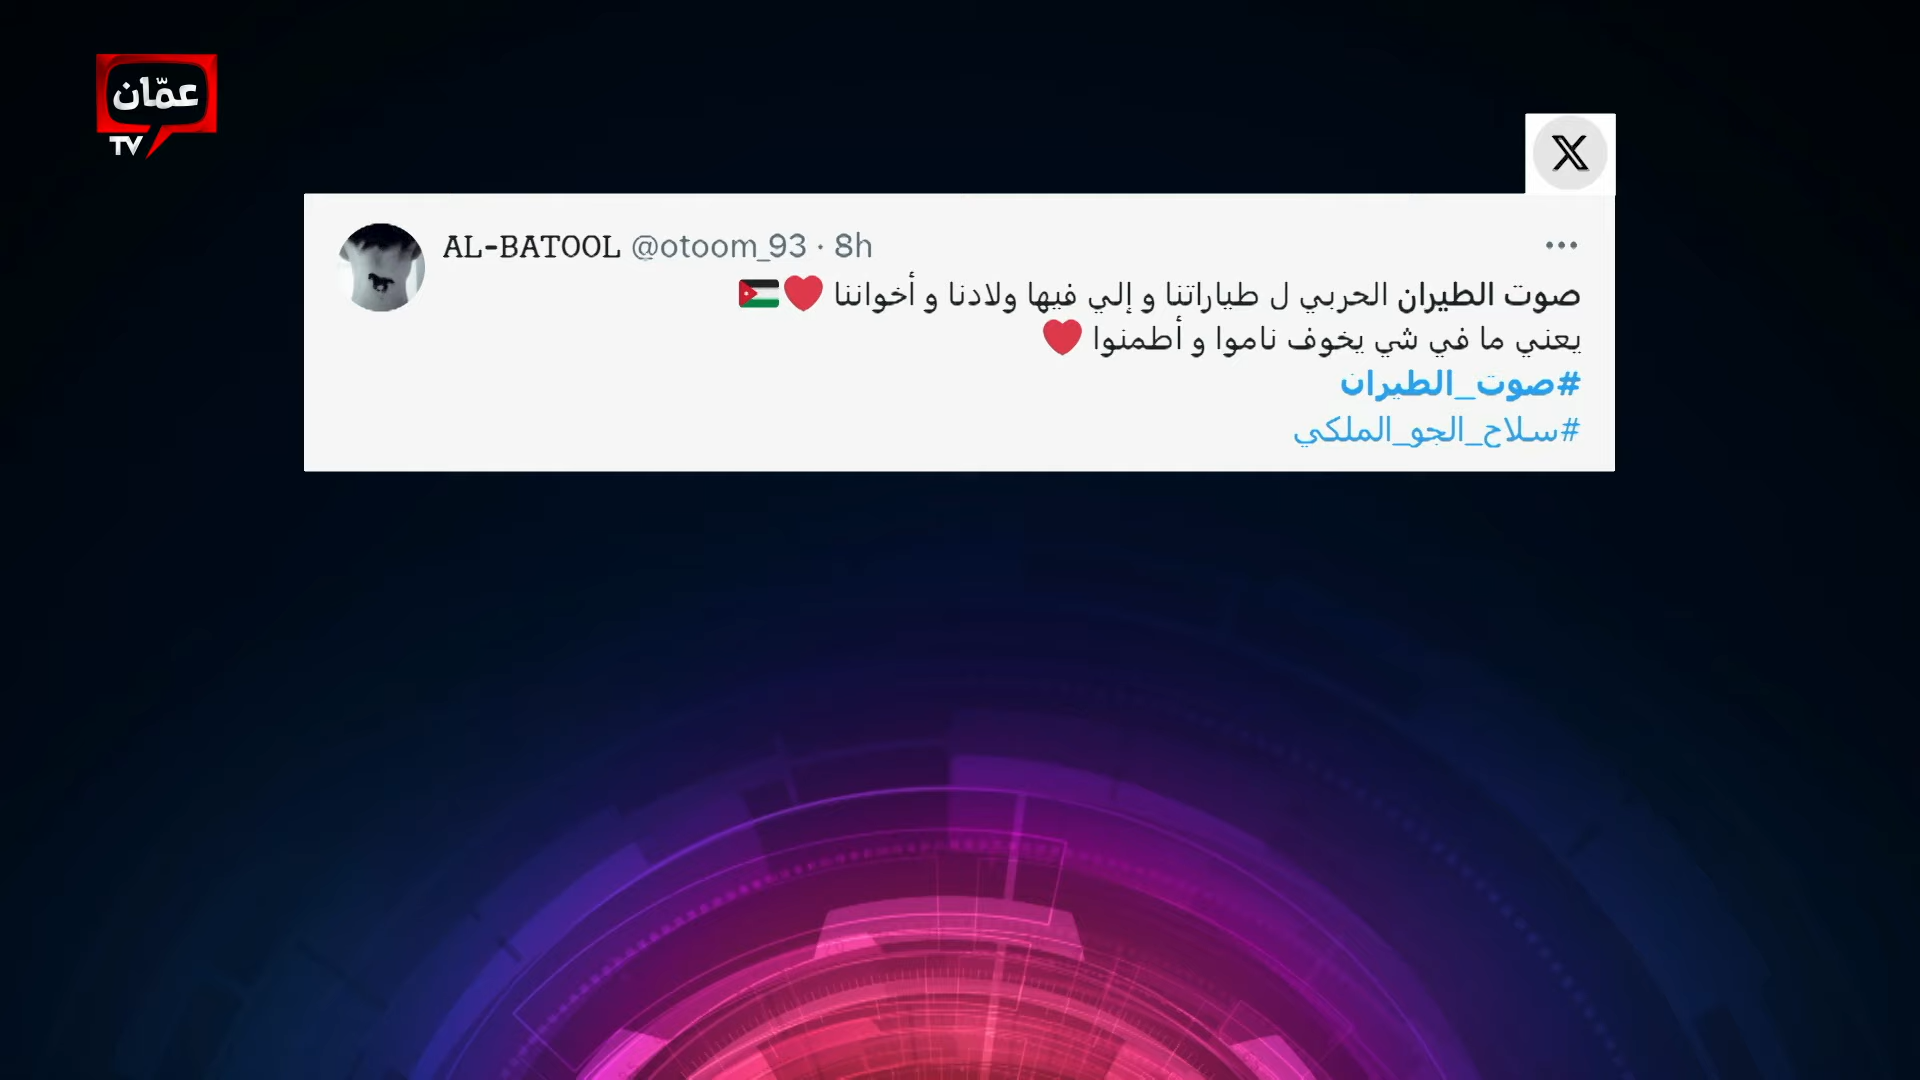 عمّان
TV
X
AL-BATOOL @otoom_93 · 8h
صوت الطيران الحربي ل طياراتنا و إلي فيها ولادنا و أخواننا ❤️🇯🇴
يعني ما في شي يخوف ناموا و أطمنوا ❤️
#صوت_الطيران
#سلاح_الجو_الملكي